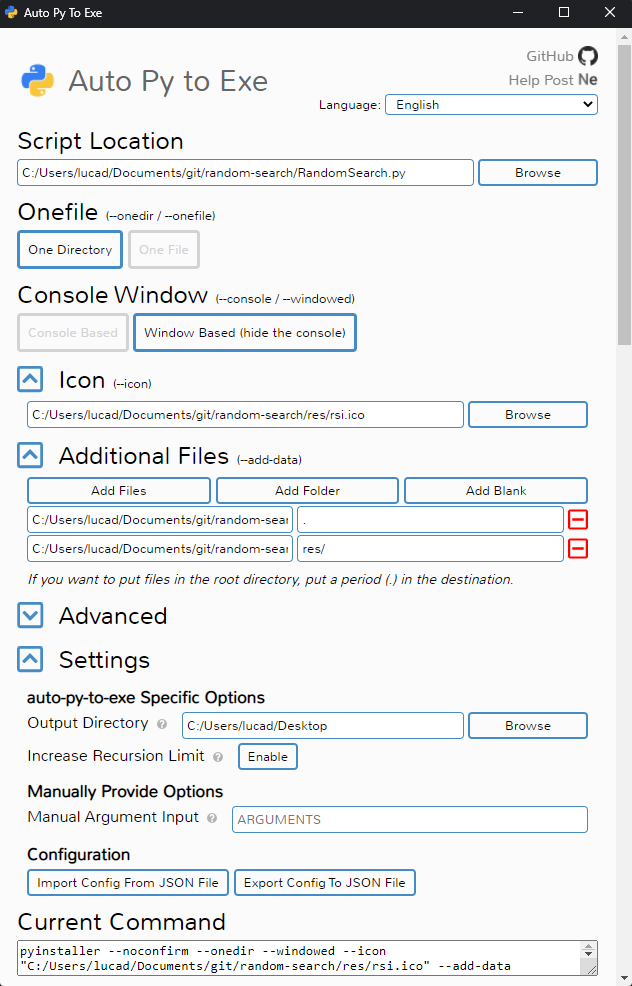 Auto Py To Exe
GitHub
Help Post Ne
Auto Py to Exe
Language: English
Script Location
C:/Users/lucad/Documents/git/random-search/RandomSearch.py Browse
Onefile (--onedir / --onefile)
One Directory One File
Console Window (--console / --windowed)
Console Based Window Based (hide the console)
Icon (--icon)
C:/Users/lucad/Documents/git/random-search/res/rsi.ico Browse
Additional Files (--add-data)
Add Files Add Folder Add Blank
C:/Users/lucad/Documents/git/random-sear .
C:/Users/lucad/Documents/git/random-sear res/
If you want to put files in the root directory, put a period (.) in the destination.
Advanced
Settings
auto-py-to-exe Specific Options
Output Directory ? C:/Users/lucad/Desktop Browse
Increase Recursion Limit ? Enable
Manually Provide Options
Manual Argument Input ? ARGUMENTS
Configuration
Import Config From JSON File Export Config To JSON File
Current Command
pyinstaller --noconfirm --onedir --windowed --icon
"C:/Users/lucad/Documents/git/random-search/res/rsi.ico" --add-data